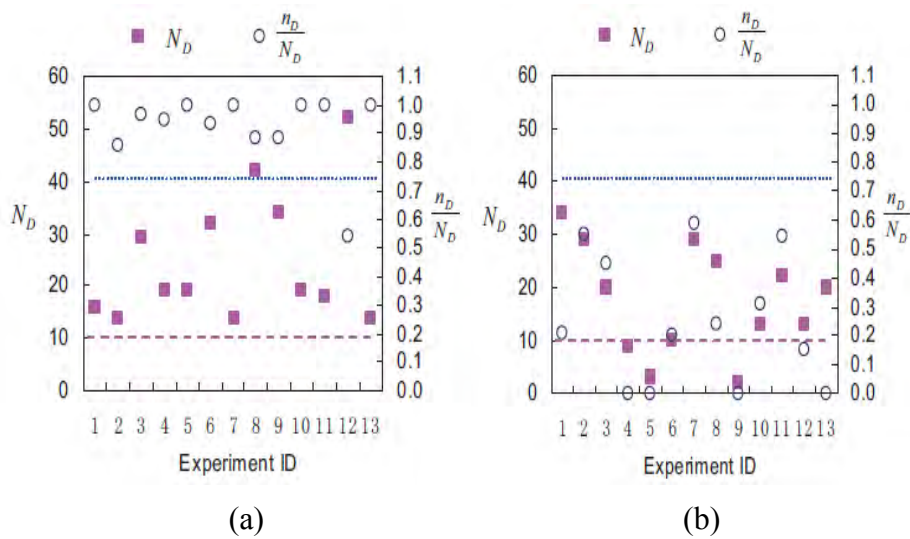 N_D n_D/N_D
60 1.1
50 1.0
40 0.9
30 0.8
20 0.7
10 0.6
0 0.5
0.4
0.3
0.2
0.1
0.0
N_D
n_D/N_D
1 2 3 4 5 6 7 8 9 10 11 12 13
Experiment ID
(a)
N_D n_D/N_D
60 1.1
50 1.0
40 0.9
30 0.8
20 0.7
10 0.6
0 0.5
0.4
0.3
0.2
0.1
0.0
N_D
n_D/N_D
1 2 3 4 5 6 7 8 9 10 11 12 13
Experiment ID
(b)